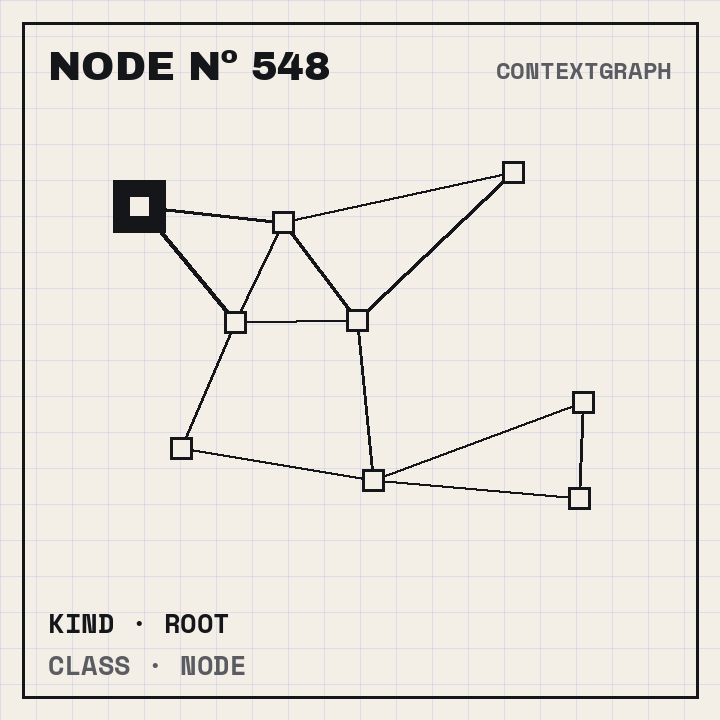 NODE Nº 548
CONTEXTGRAPH
KIND · ROOT
CLASS · NODE